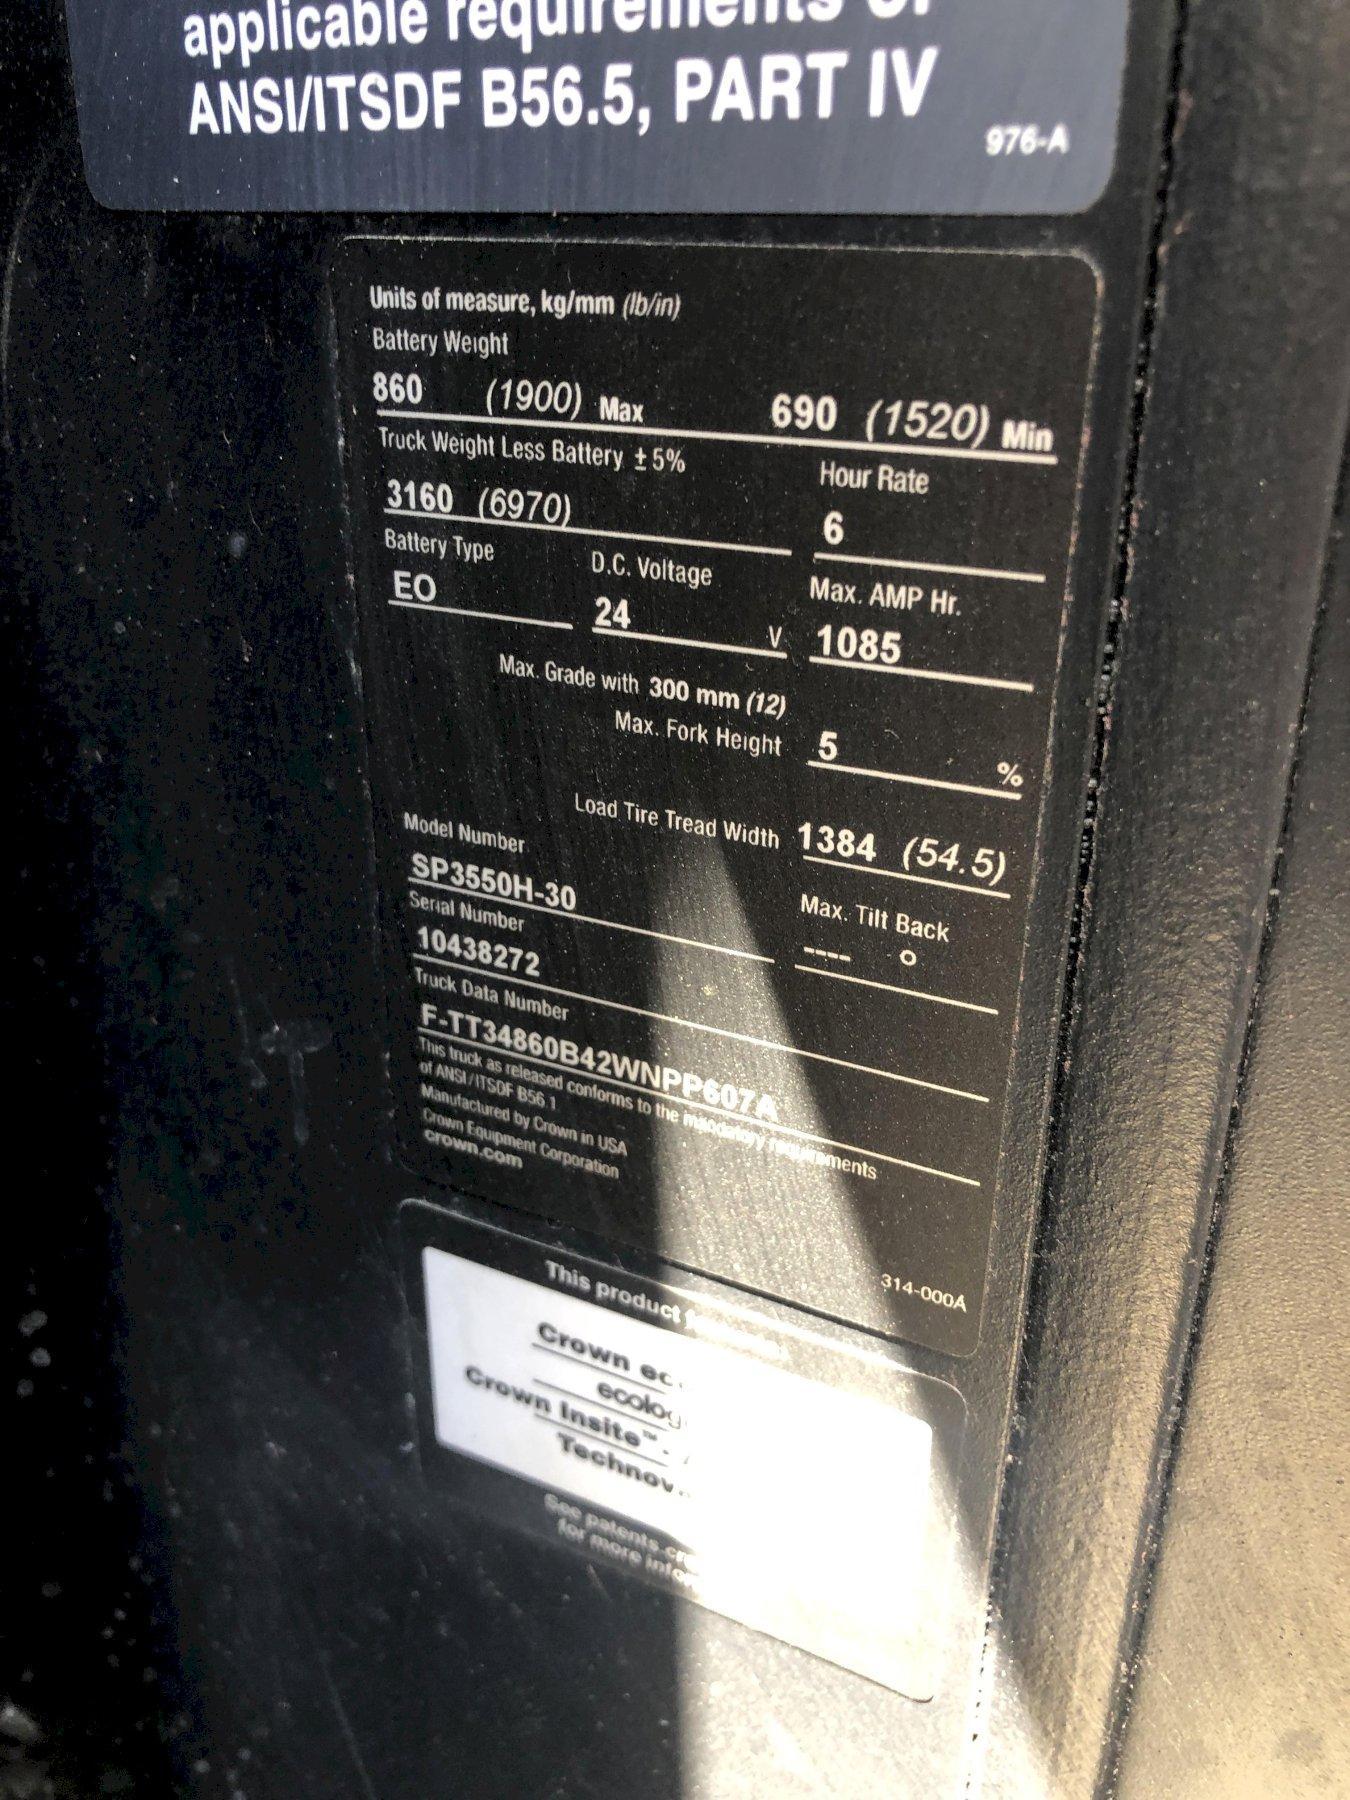 applicable requirements of
ANSI/ITSDF B56.5, PART IV
976-A
Units of measure, kg/mm (lb/in)
Battery Weight
860 (1900) Max 690 (1520) Min
Truck Weight Less Battery ±5% Hour Rate
3160 (6970) 6
Battery Type D.C. Voltage Max. AMP Hr.
EO 24 V 1085
Max. Grade with 300 mm (12)
Max. Fork Height 5 %
Load Tire Tread Width 1384 (54.5)
Model Number
SP3550H-30 Max. Tilt Back
Serial Number ---- o
10438272
Truck Data Number
F-TT34860B42WNPP607A
This truck as released conforms to the mandatory requirements
of ANSI/ITSDF B56 1
Manufactured by Crown in USA
Crown Equipment Corporation
crown.com
314-000A
This product
Crown
Crown Insite™
See patents
for more